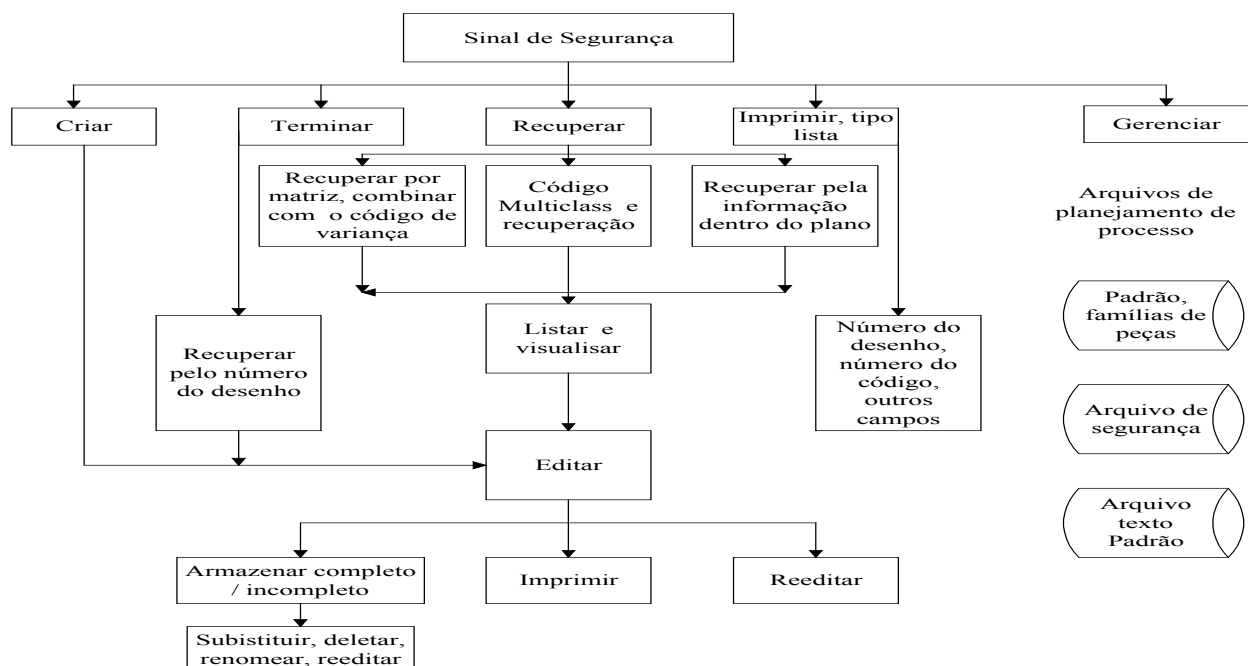 Sinal de Segurança
Criar
Terminar
Recuperar
Imprimir, tipo
lista
Gerenciar
Recuperar por
matriz, combinar
com o código de
variança
Código
Multiclass e
recuperação
Recuperar pela
informação
dentro do plano
Arquivos de
planejamento de
processo
Recuperar
pelo número
do desenho
Listar e
visualisar
Número do
desenho,
número do
código,
outros
campos
Padrão,
famílias de
peças
Arquivo de
segurança
Editar
Arquivo
texto
Padrão
Armazenar completo
/ incompleto
Imprimir
Reeditar
Subistituir, deletar,
renomear, reeditar